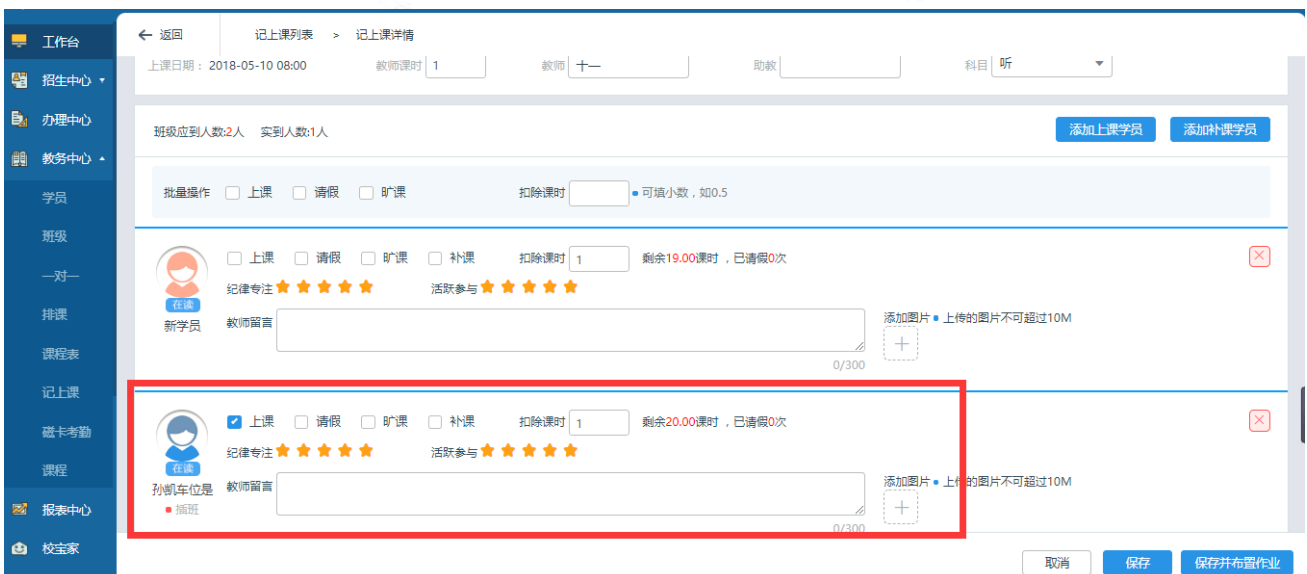 工作台
招生中心
办理中心
教务中心
学员
班级
一对一
排课
课程表
记上课
磁卡考勤
课程
报表中心
校宝家
返回 记上课列表 > 记上课详情
上课日期：2018-05-10 08:00 教师课时 1 教师 十一 助教 科目 听
班级应到人数:2人 实到人数:1人 添加上课学员 添加补课学员
批量操作 上课 请假 旷课 扣除课时 可填小数，如0.5
上课 请假 旷课 补课 扣除课时 1 剩余19.00课时，已请假0次
纪律专注 活跃参与
在读
新学员
教师留言
添加图片 上传的图片不可超过10M
0/300
上课 请假 旷课 补课 扣除课时 1 剩余20.00课时，已请假0次
纪律专注 活跃参与
在读
孙凯车位是
插班
教师留言
添加图片 上传的图片不可超过10M
0/300
取消 保存 保存并布置作业